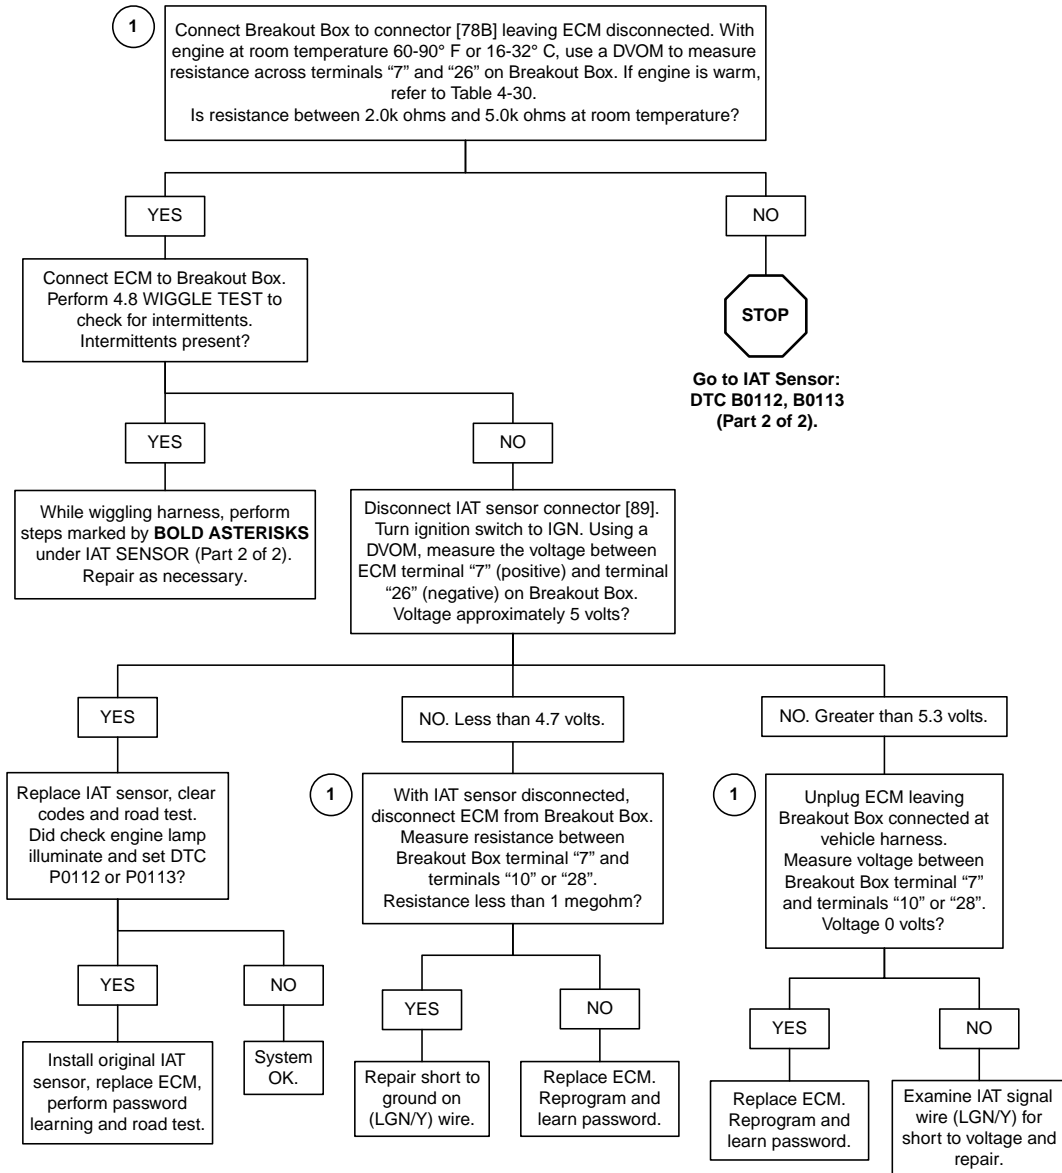 1
Connect Breakout Box to connector [78B] leaving ECM disconnected. With
engine at room temperature 60-90° F or 16-32° C, use a DVOM to measure
resistance across terminals “7” and “26” on Breakout Box. If engine is warm,
refer to Table 4-30.
Is resistance between 2.0k ohms and 5.0k ohms at room temperature?
YES
NO
Connect ECM to Breakout Box.
Perform 4.8 WIGGLE TEST to
check for intermittents.
Intermittents present?
STOP
Go to IAT Sensor:
DTC B0112, B0113
(Part 2 of 2).
YES
NO
While wiggling harness, perform
steps marked by BOLD ASTERISKS
under IAT SENSOR (Part 2 of 2).
Repair as necessary.
Disconnect IAT sensor connector [89].
Turn ignition switch to IGN. Using a
DVOM, measure the voltage between
ECM terminal “7” (positive) and terminal
“26” (negative) on Breakout Box.
Voltage approximately 5 volts?
YES
NO. Less than 4.7 volts.
NO. Greater than 5.3 volts.
Replace IAT sensor, clear
codes and road test.
Did check engine lamp
illuminate and set DTC
P0112 or P0113?
1
With IAT sensor disconnected,
disconnect ECM from Breakout Box.
Measure resistance between
Breakout Box terminal “7” and
terminals “10” or “28”.
Resistance less than 1 megohm?
1
Unplug ECM leaving
Breakout Box connected at
vehicle harness.
Measure voltage between
Breakout Box terminal “7”
and terminals “10” or “28”.
Voltage 0 volts?
YES
NO
YES
NO
YES
NO
Install original IAT
sensor, replace ECM,
perform password
learning and road test.
System
OK.
Repair short to
ground on
(LGN/Y) wire.
Replace ECM.
Reprogram and
learn password.
Replace ECM.
Reprogram and
learn password.
Examine IAT signal
wire (LGN/Y) for
short to voltage and
repair.